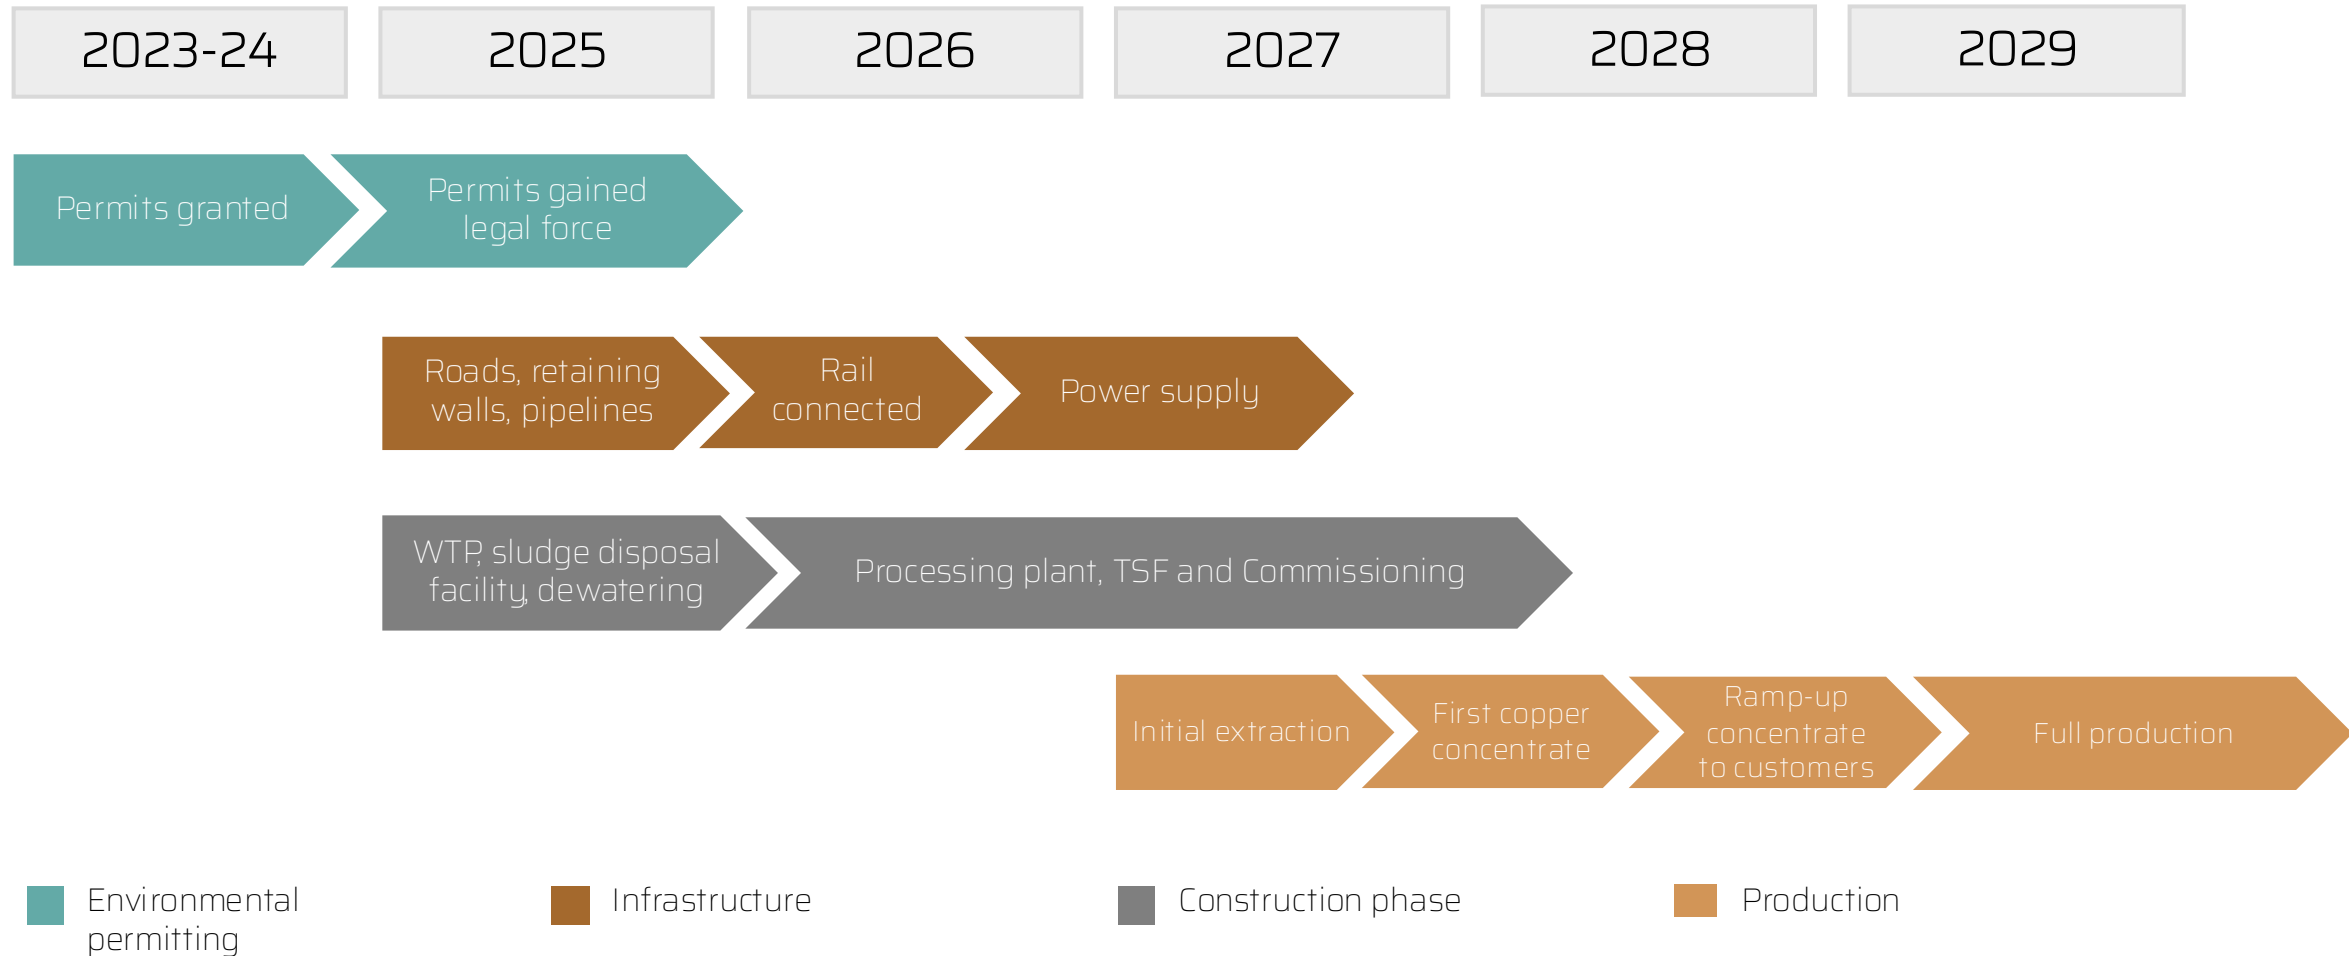 2023-24
2025
2026
2027
2028
2029
Permits granted
Permits gained
legal force
Roads, retaining
walls, pipelines
Rail
connected
Power supply
WTP, sludge disposal
facility, dewatering
Processing plant, TSF and Commissioning
Initial extraction
First copper
concentrate
Ramp-up
concentrate
to customers
Full production
Environmental
permitting
Infrastructure
Construction phase
Production